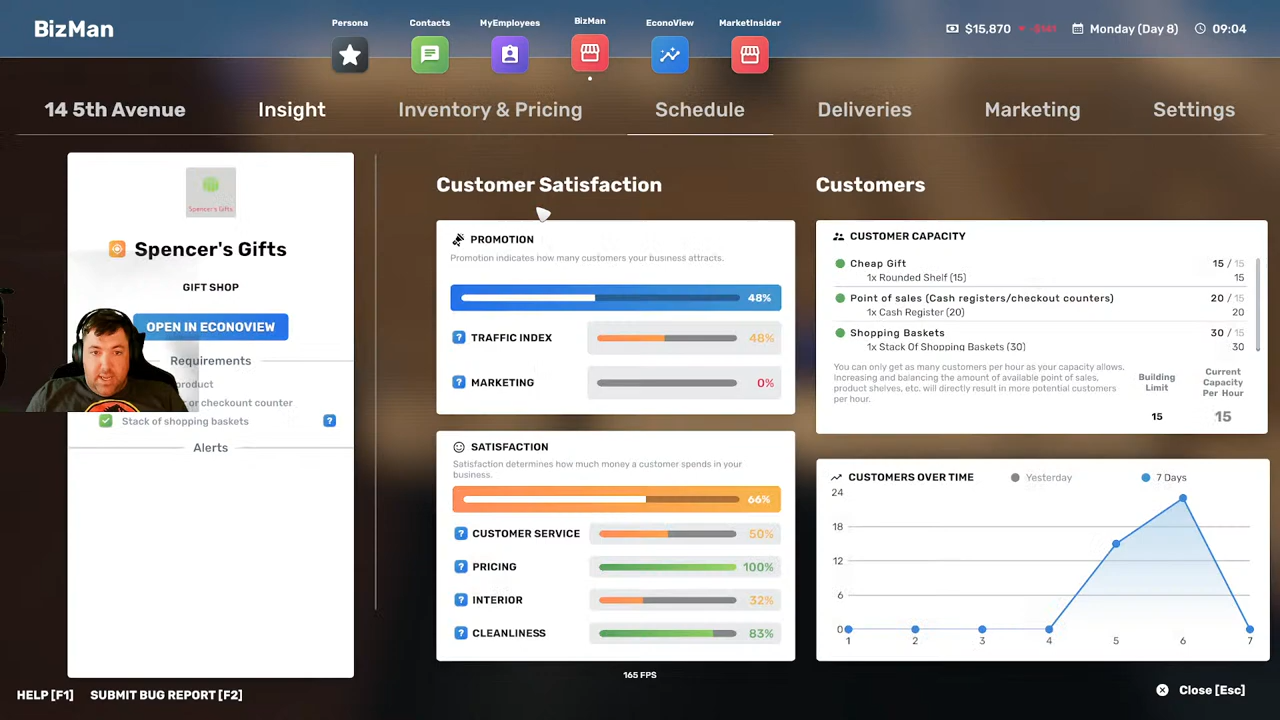 BizMan
Persona
Contacts
MyEmployees
BizMan
EconoView
MarketInsider
$15,870
-$141
Monday (Day 8)
09:04
14 5th Avenue
Insight
Inventory & Pricing
Schedule
Deliveries
Marketing
Settings
Spencer's Gifts
Spencer's Gifts
GIFT SHOP
OPEN IN ECONOVIEW
Requirements
product
or checkount counter
Stack of shopping baskets
?
Alerts
Customer Satisfaction
PROMOTION
Promotion indicates how many customers your business attracts.
48%
? TRAFFIC INDEX 48%
? MARKETING 0%
SATISFACTION
Satisfaction determines how much money a customer spends in your
business.
66%
? CUSTOMER SERVICE 50%
? PRICING 100%
? INTERIOR 32%
? CLEANLINESS 83%
Customers
CUSTOMER CAPACITY
Cheap Gift 15 / 15
1x Rounded Shelf (15) 15
Point of sales (Cash registers/checkout counters) 20 / 15
1x Cash Register (20) 20
Shopping Baskets 30 / 15
1x Stack Of Shopping Baskets (30) 30
You can only get as many customers per hour as your capacity allows.
Increasing and balancing the amount of available point of sales,
product shelves, etc. will directly result in more potential customers
per hour.
Building
Limit
15
Current
Capacity
Per Hour
15
CUSTOMERS OVER TIME
Yesterday
7 Days
24
18
12
6
0
1 2 3 4 5 6 7
165 FPS
HELP [F1]
SUBMIT BUG REPORT [F2]
Close [Esc]